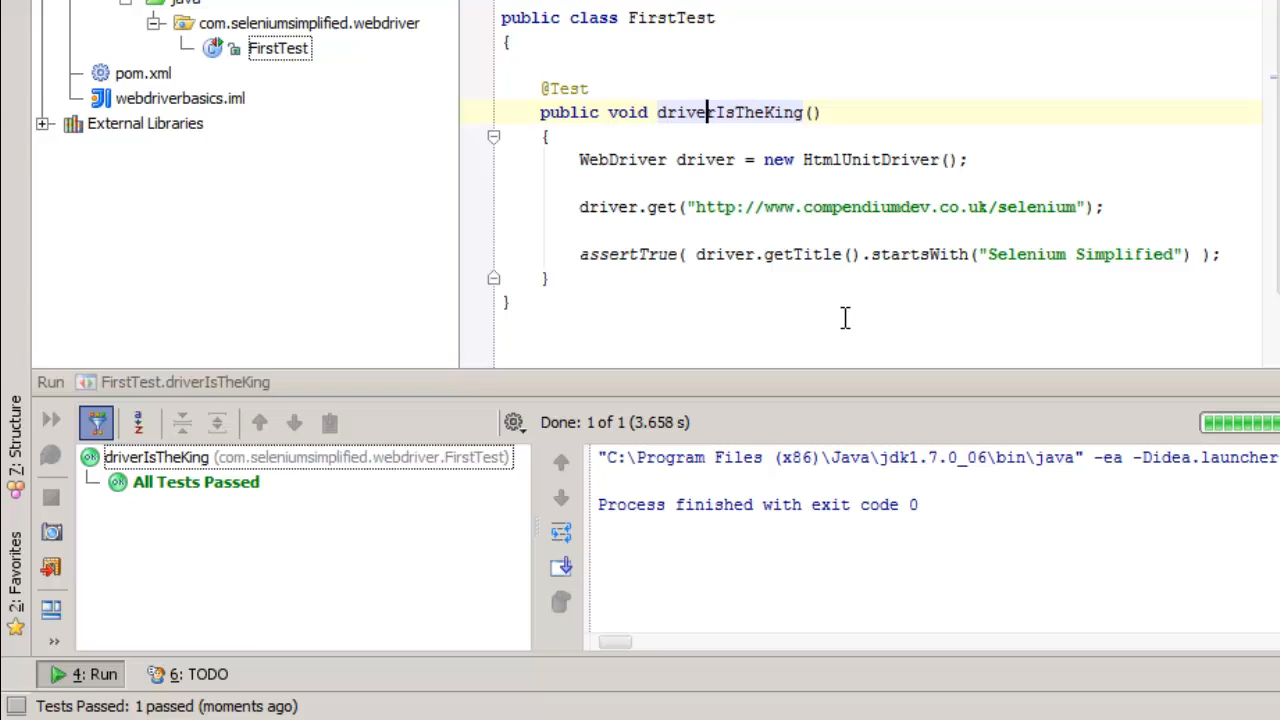 java
com.seleniumsimplified.webdriver
FirstTest
pom.xml
webdriverbasics.iml
External Libraries
public class FirstTest
{
@Test
public void driverIsTheKing()
{
WebDriver driver = new HtmlUnitDriver();
driver.get("http://www.compendiumdev.co.uk/selenium");
assertTrue( driver.getTitle().startsWith("Selenium Simplified") );
}
}
Run FirstTest.driverIsTheKing
Done: 1 of 1 (3.658 s)
driverIsTheKing (com.seleniumsimplified.webdriver.FirstTest)
All Tests Passed
"C:\Program Files (x86)\Java\jdk1.7.0_06\bin\java" -ea -Didea.launcher
Process finished with exit code 0
7: Structure
2: Favorites
4: Run
6: TODO
Tests Passed: 1 passed (moments ago)